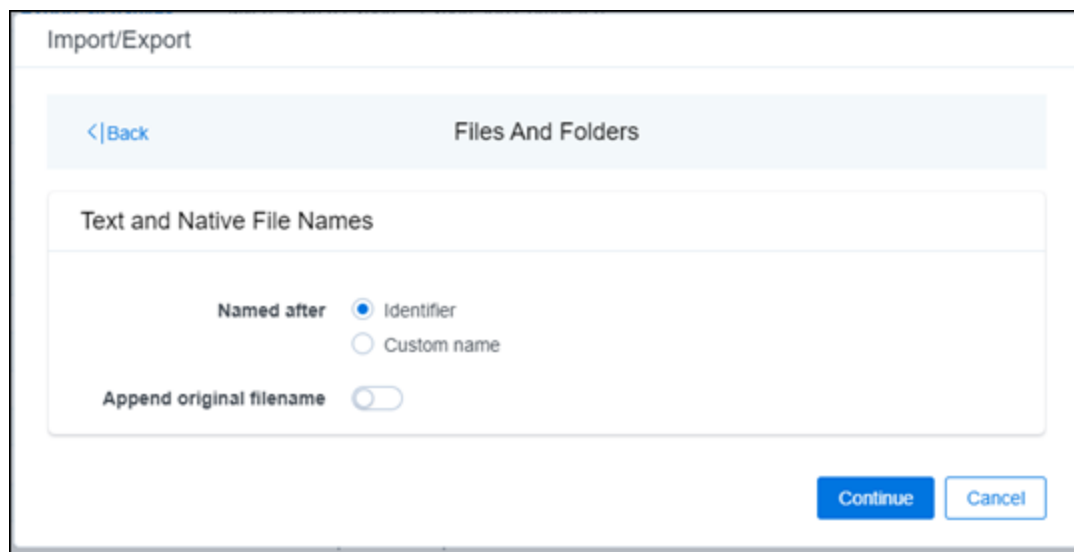 Import/Export
<|Back
Files And Folders
Text and Native File Names
Named after
Identifier
Custom name
Append original filename
Continue
Cancel